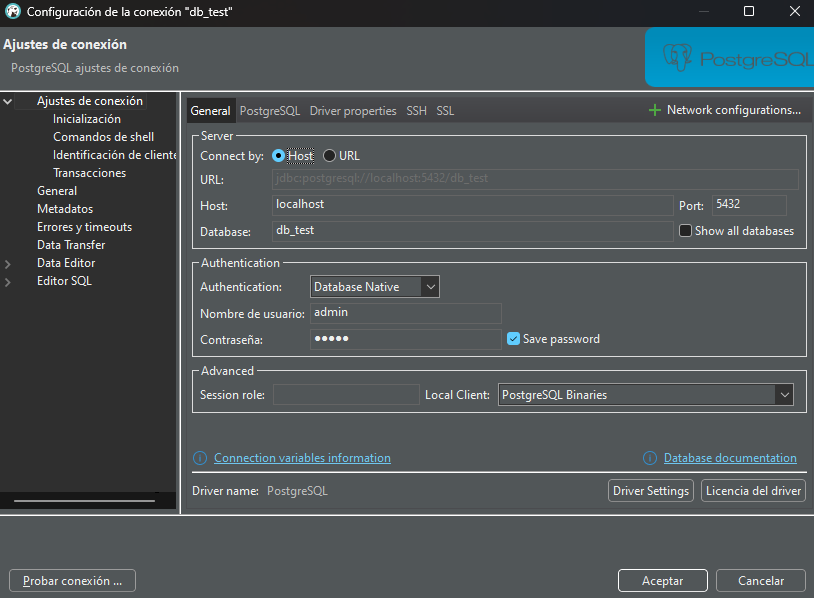 Configuración de la conexión "db_test"
Ajustes de conexión
PostgreSQL ajustes de conexión
PostgreSQL
Ajustes de conexión
Inicialización
Comandos de shell
Identificación de cliente
Transacciones
General
Metadatos
Errores y timeouts
Data Transfer
Data Editor
Editor SQL
General PostgreSQL Driver properties SSH SSL Network configurations...
Server
Connect by: Host URL
URL: jdbc:postgresql://localhost:5432/db_test
Host: localhost Port: 5432
Database: db_test Show all databases
Authentication
Authentication: Database Native
Nombre de usuario: admin
Contraseña: •••••  Save password
Advanced
Session role: Local Client: PostgreSQL Binaries
Connection variables information Database documentation
Driver name: PostgreSQL Driver Settings Licencia del driver
Probar conexión ... Aceptar Cancelar